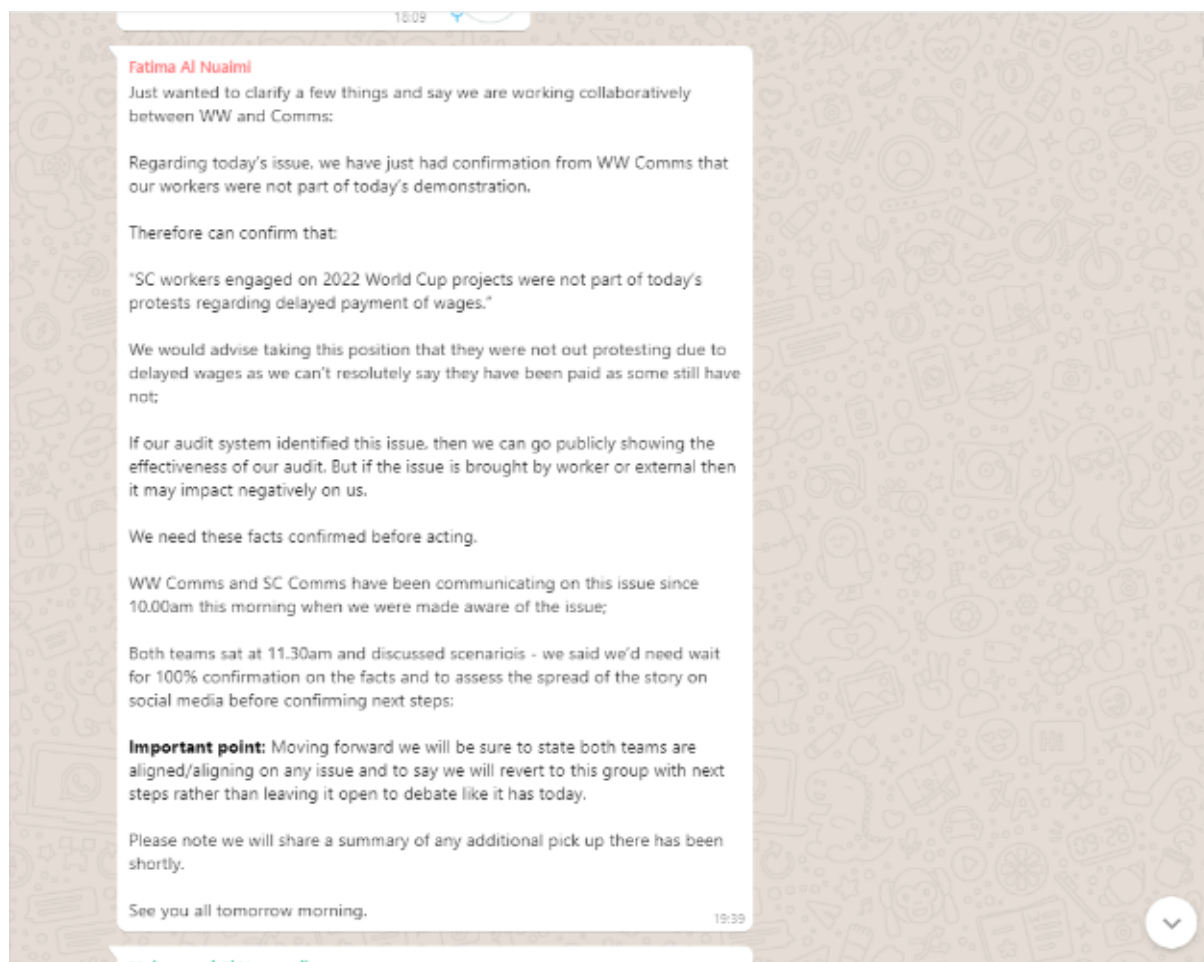 18:09
Fatima Al Nuaimi
Just wanted to clarify a few things and say we are working collaboratively
between WW and Comms:
Regarding today's issue, we have just had confirmation from WW Comms that
our workers were not part of today's demonstration.
Therefore can confirm that:
"SC workers engaged on 2022 World Cup projects were not part of today's
protests regarding delayed payment of wages."
We would advise taking this position that they were not out protesting due to
delayed wages as we can't resolutely say they have been paid as some still have
not;
If our audit system identified this issue, then we can go publicly showing the
effectiveness of our audit. But if the issue is brought by worker or external then
it may impact negatively on us.
We need these facts confirmed before acting.
WW Comms and SC Comms have been communicating on this issue since
10.00am this morning when we were made aware of the issue;
Both teams sat at 11.30am and discussed scenariois - we said we'd need wait
for 100% confirmation on the facts and to assess the spread of the story on
social media before confirming next steps;
Important point: Moving forward we will be sure to state both teams are
aligned/aligning on any issue and to say we will revert to this group with next
steps rather than leaving it open to debate like it has today.
Please note we will share a summary of any additional pick up there has been
shortly.
See you all tomorrow morning.
19:39